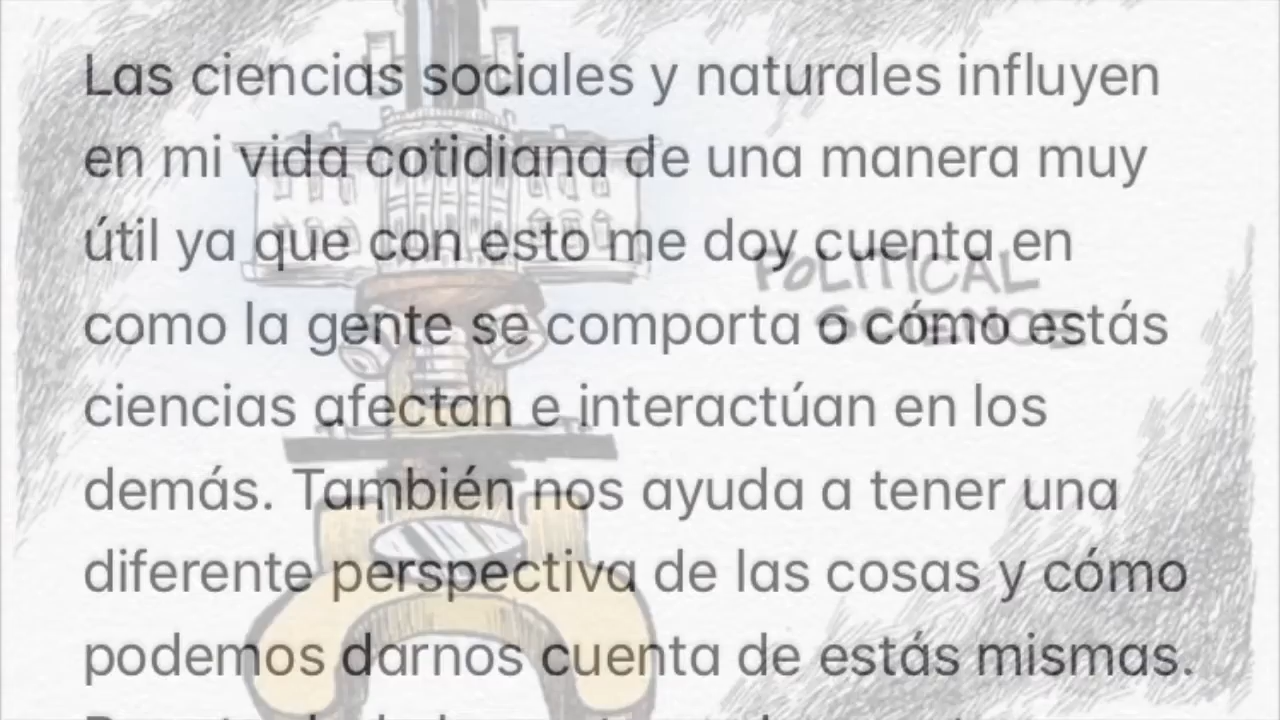 Las ciencias sociales y naturales influyen
en mi vida cotidiana de una manera muy
útil ya que con esto me doy cuenta en
como la gente se comporta o cómo estás
ciencias afectan e interactúan en los
demás. También nos ayuda a tener una
diferente perspectiva de las cosas y cómo
podemos darnos cuenta de estás mismas.
POLITICAL
SCIENCE